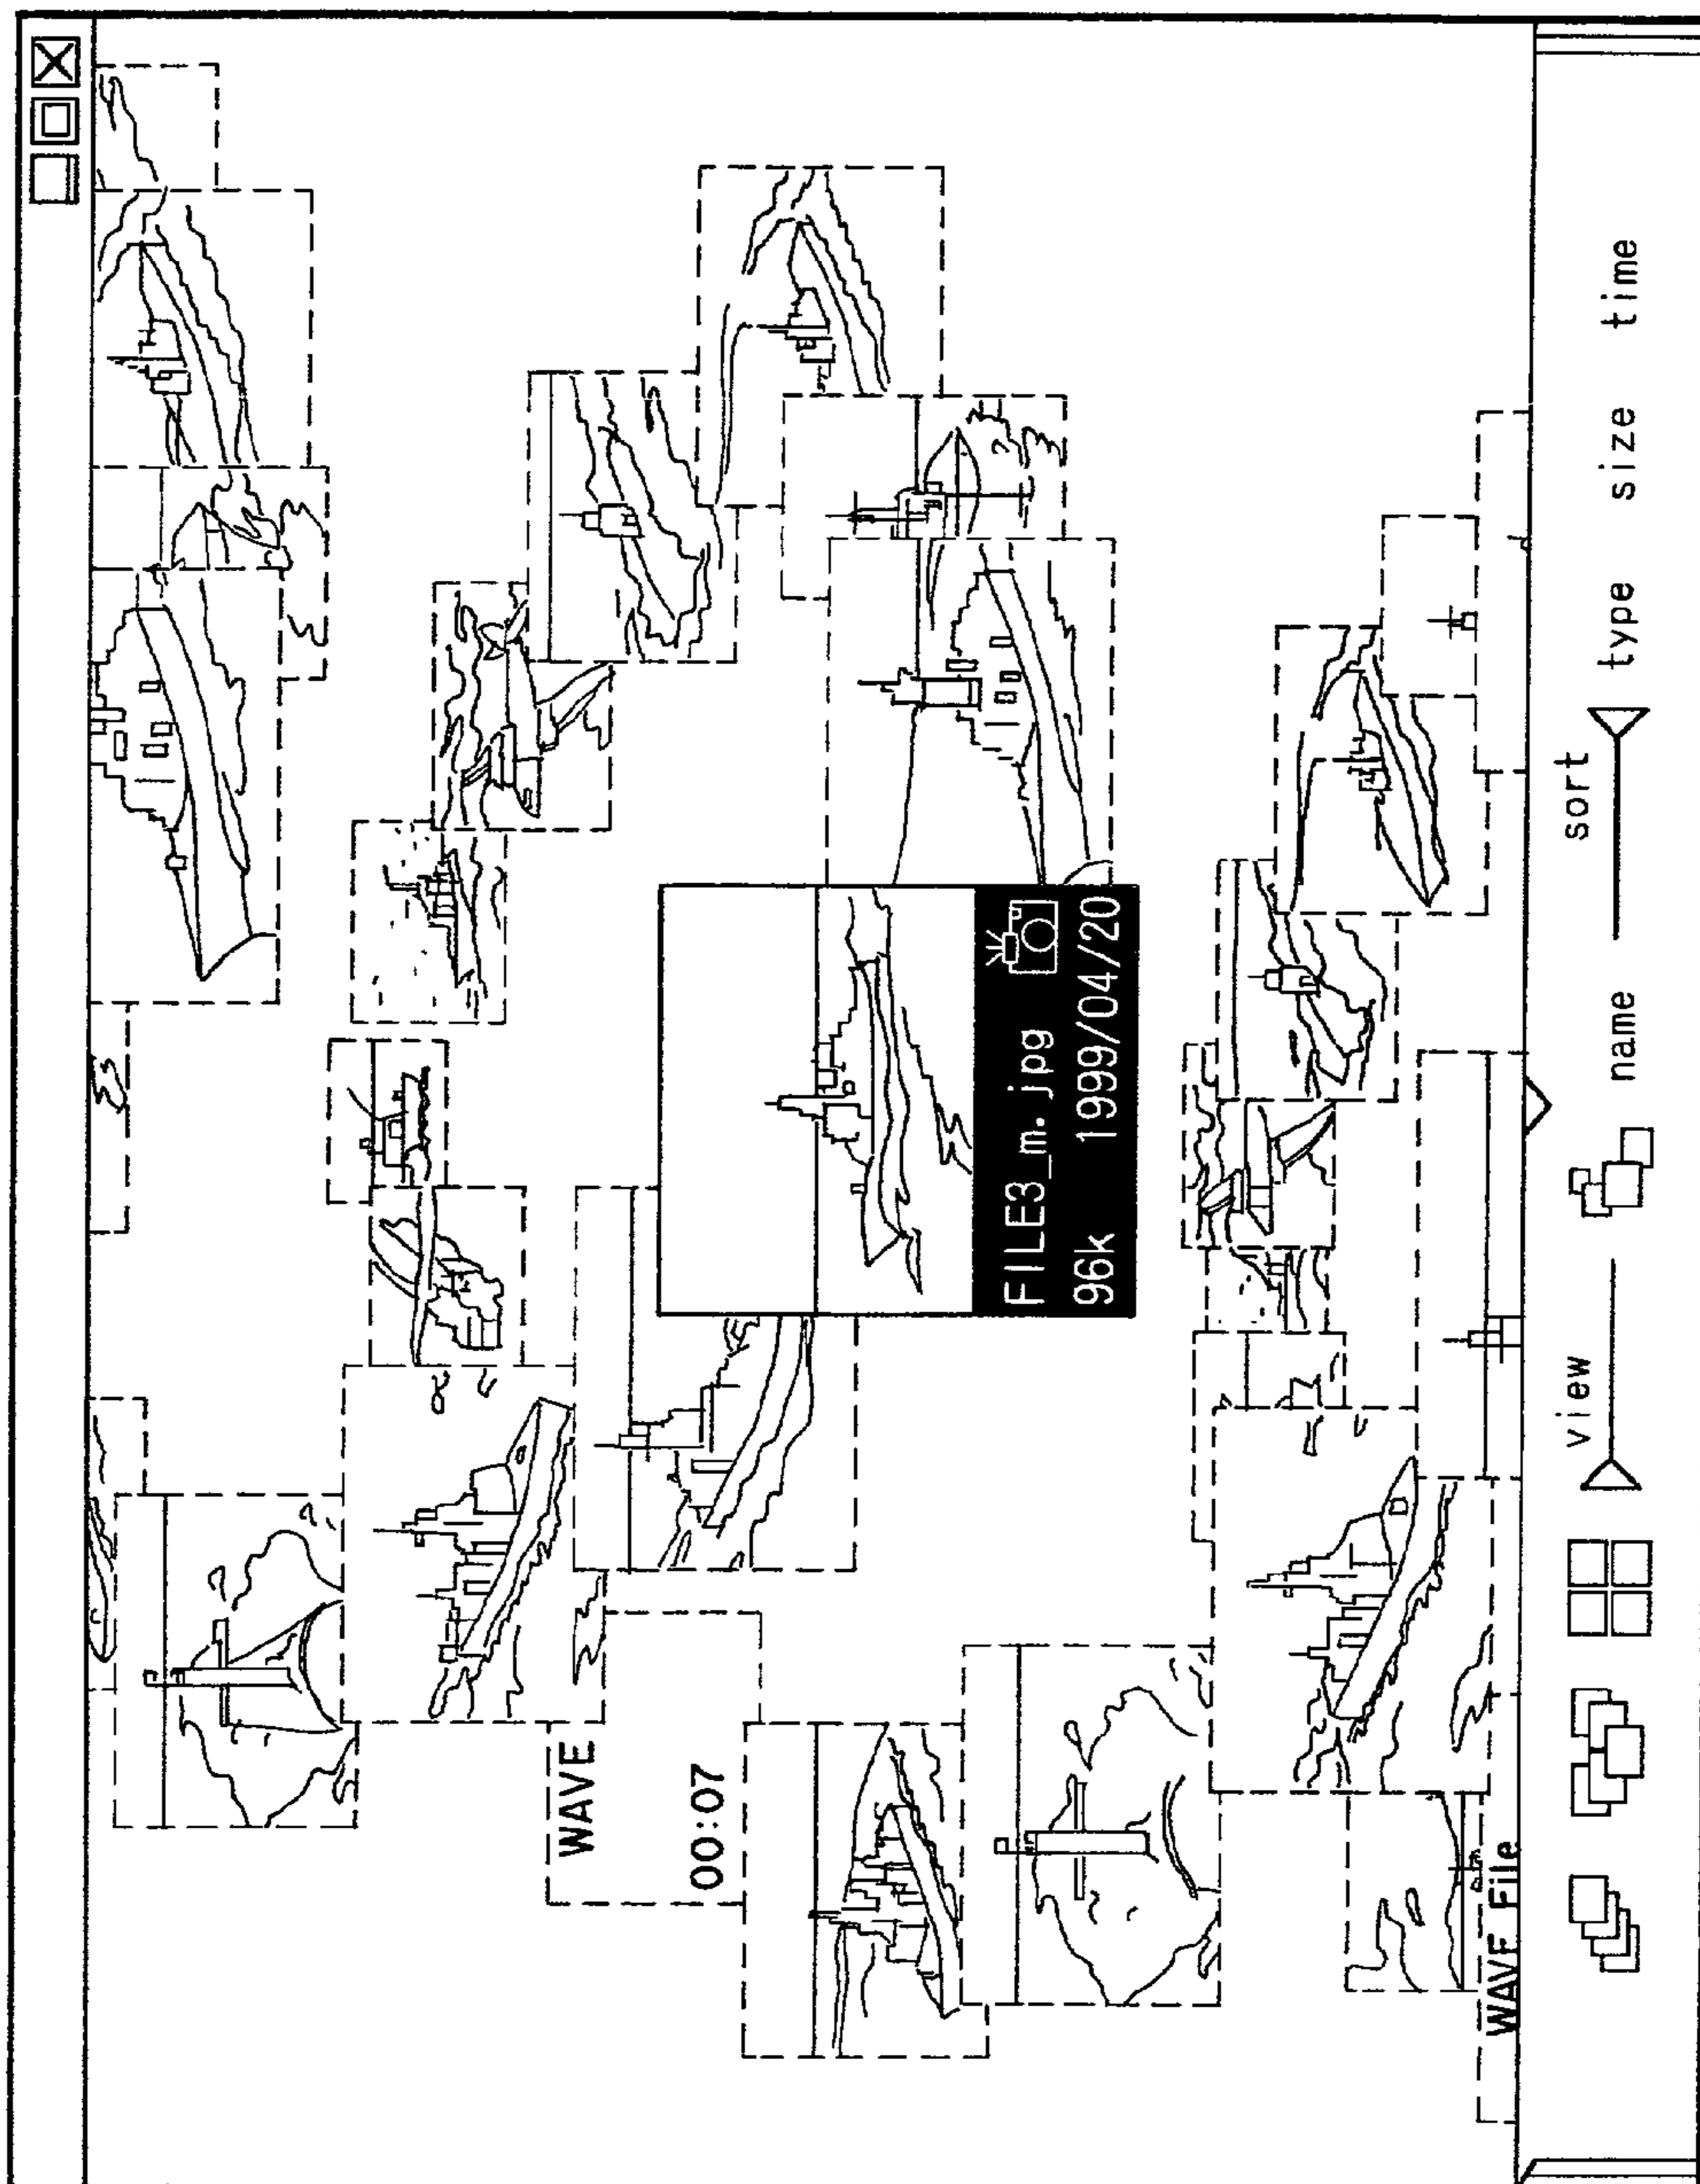 WAVE
00:07
FILE3_m.jpg
96k 1999/04/20
WAVE File
view
sort
name type size time